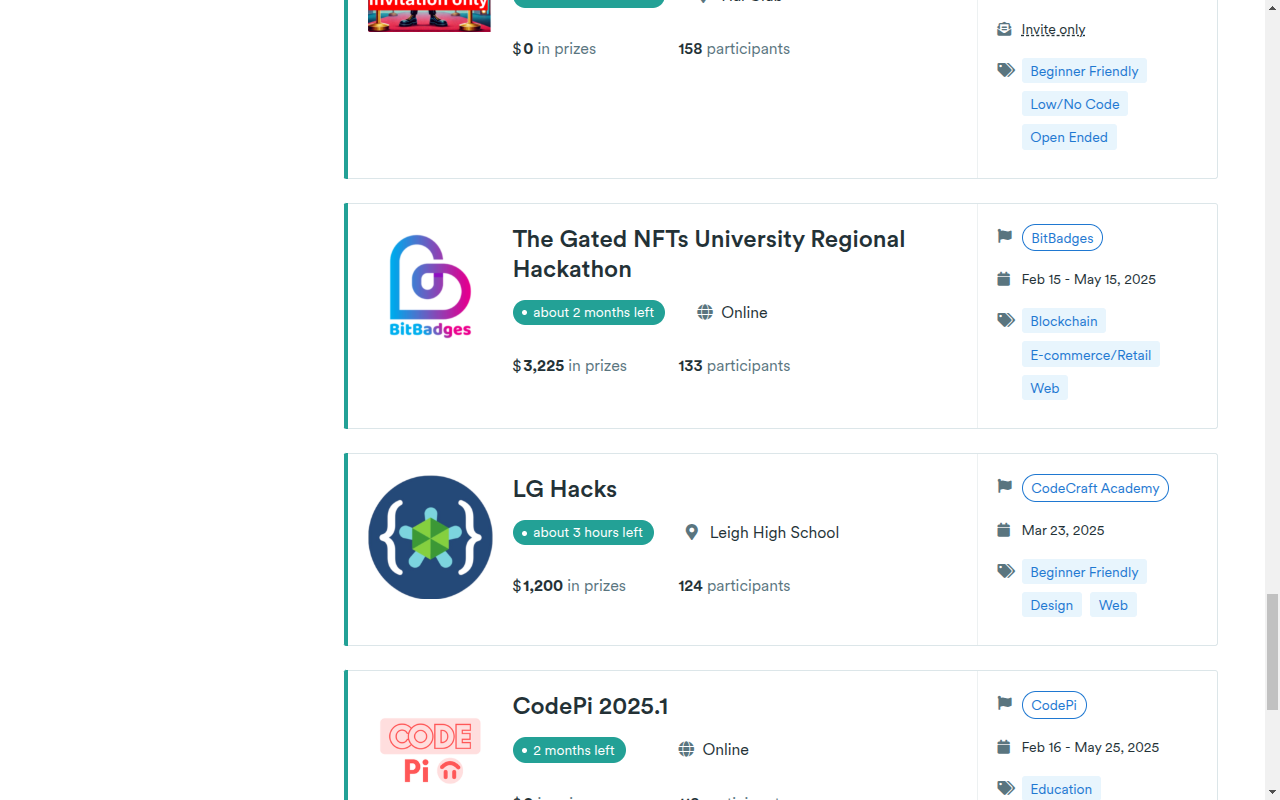 Invitation only
$0 in prizes
158 participants
Invite only
Beginner Friendly
Low/No Code
Open Ended
BitBadges
The Gated NFTs University Regional
Hackathon
about 2 months left
Online
$3,225 in prizes
133 participants
BitBadges
Feb 15 - May 15, 2025
Blockchain
E-commerce/Retail
Web
LG Hacks
about 3 hours left
Leigh High School
$1,200 in prizes
124 participants
CodeCraft Academy
Mar 23, 2025
Beginner Friendly
Design Web
CODE
Pi
CodePi 2025.1
2 months left
Online
CodePi
Feb 16 - May 25, 2025
Education